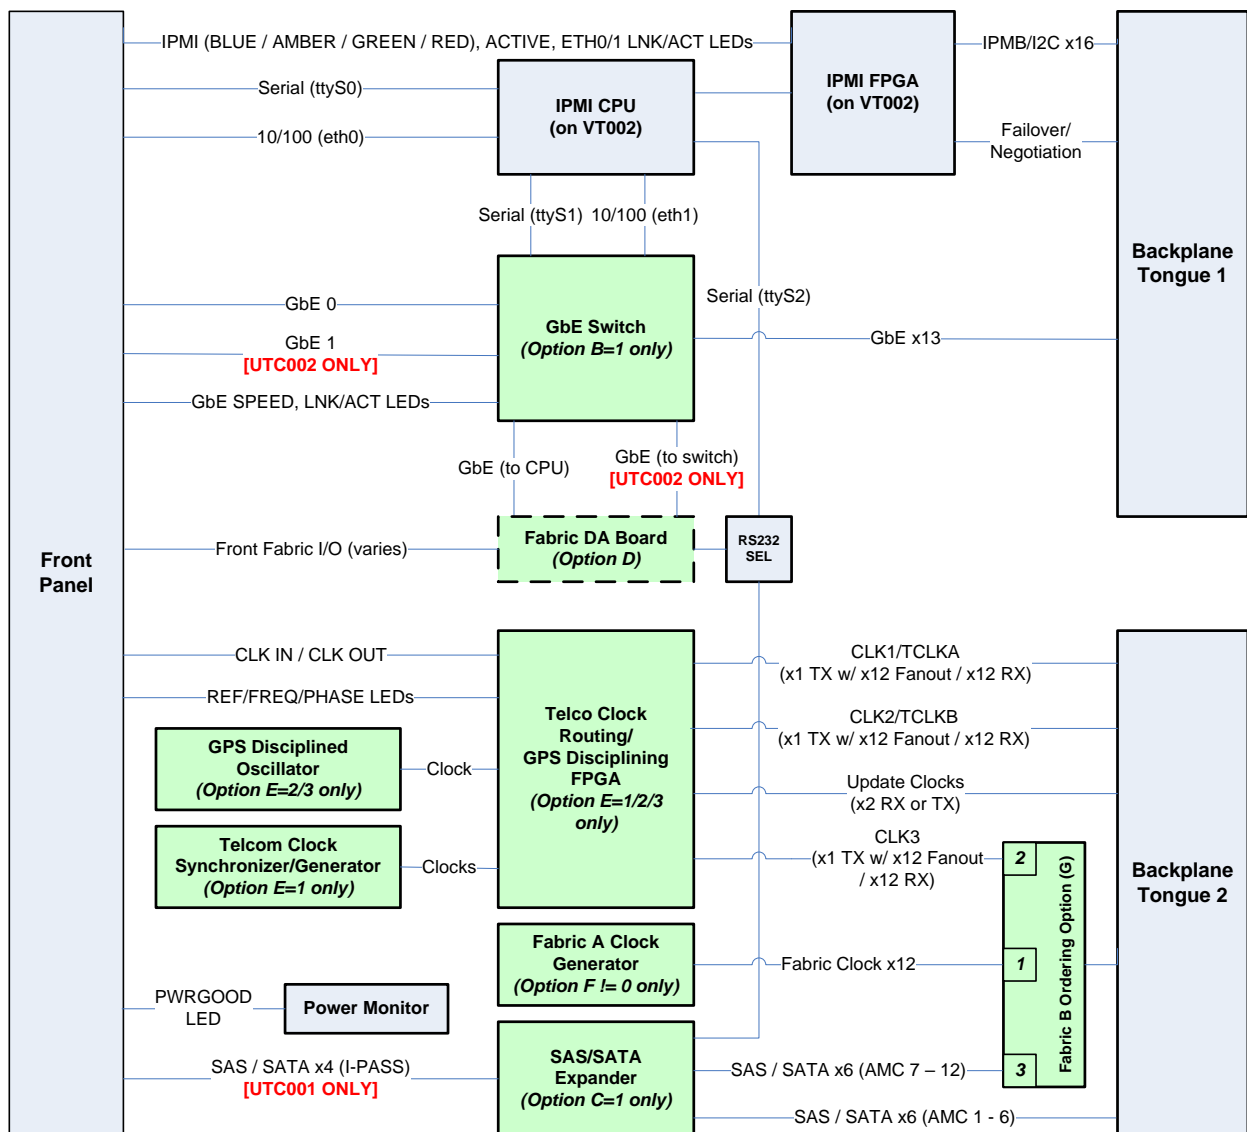 IPMI (BLUE / AMBER / GREEN / RED), ACTIVE, ETH0/1 LNK/ACT LEDs
IPMB/I2C x16
Serial (ttyS0)
IPMI CPU
(on VT002)
IPMI FPGA
(on VT002)
10/100 (eth0)
Failover/
Negotiation
Serial (ttyS1)
10/100 (eth1)
Backplane
Tongue 1
GbE 0
Serial (ttyS2)
GbE Switch
(Option B=1 only)
GbE 1
[UTC002 ONLY]
GbE x13
GbE SPEED, LNK/ACT LEDs
GbE (to CPU)
GbE (to switch)
[UTC002 ONLY]
Front
Panel
Front Fabric I/O (varies)
Fabric DA Board
(Option D)
RS232
SEL
CLK IN / CLK OUT
CLK1/TCLKA
(x1 TX w/ x12 Fanout / x12 RX)
REF/FREQ/PHASE LEDs
Telco Clock
Routing/
GPS Disciplining
FPGA
(Option E=1/2/3
only)
CLK2/TCLKB
(x1 TX w/ x12 Fanout / x12 RX)
GPS Disciplined
Oscillator
(Option E=2/3 only)
Clock
Update Clocks
(x2 RX or TX)
Telcom Clock
Synchronizer/Generator
(Option E=1 only)
Clocks
CLK3
(x1 TX w/ x12 Fanout
/ x12 RX)
2
1
3
Fabric B Ordering Option (G)
Backplane
Tongue 2
Fabric A Clock
Generator
(Option F != 0 only)
Fabric Clock x12
PWRGOOD
LED
Power Monitor
SAS / SATA x4 (I-PASS)
[UTC001 ONLY]
SAS/SATA
Expander
(Option C=1 only)
SAS / SATA x6 (AMC 7 – 12)
SAS / SATA x6 (AMC 1 - 6)